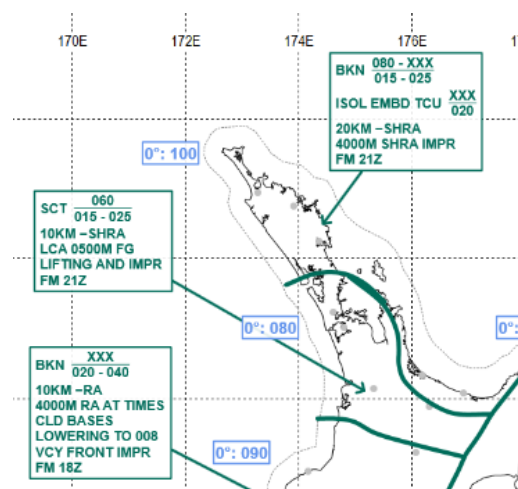 170E
172E
174E
176E
BKN 080 - XXX
015 - 025
ISOL EMBD TCU XXX
020
20KM –SHRA
4000M SHRA IMPR
FM 21Z
0°: 100
SCT 060
015 - 025
10KM –SHRA
LCA 0500M FG
LIFTING AND IMPR
FM 21Z
0°: 080
0°:
BKN XXX
020 - 040
10KM –RA
4000M RA AT TIMES
CLD BASES
LOWERING TO 008
VCY FRONT IMPR
FM 18Z
0°: 090